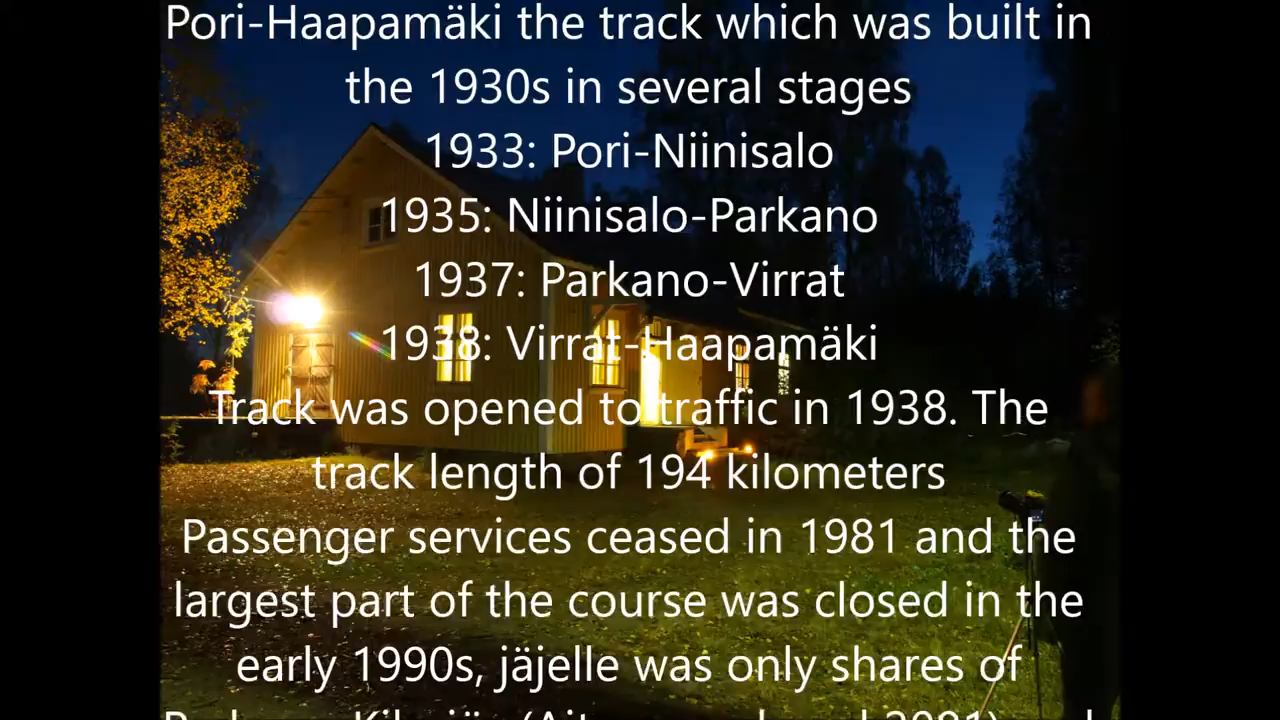 Pori-Haapamäki the track which was built in
the 1930s in several stages
1933: Pori-Niinisalo
1935: Niinisalo-Parkano
1937: Parkano-Virrat
1938: Virrat-Haapamäki
Track was opened to traffic in 1938. The
track length of 194 kilometers
Passenger services ceased in 1981 and the
largest part of the course was closed in the
early 1990s, jäjelle was only shares of